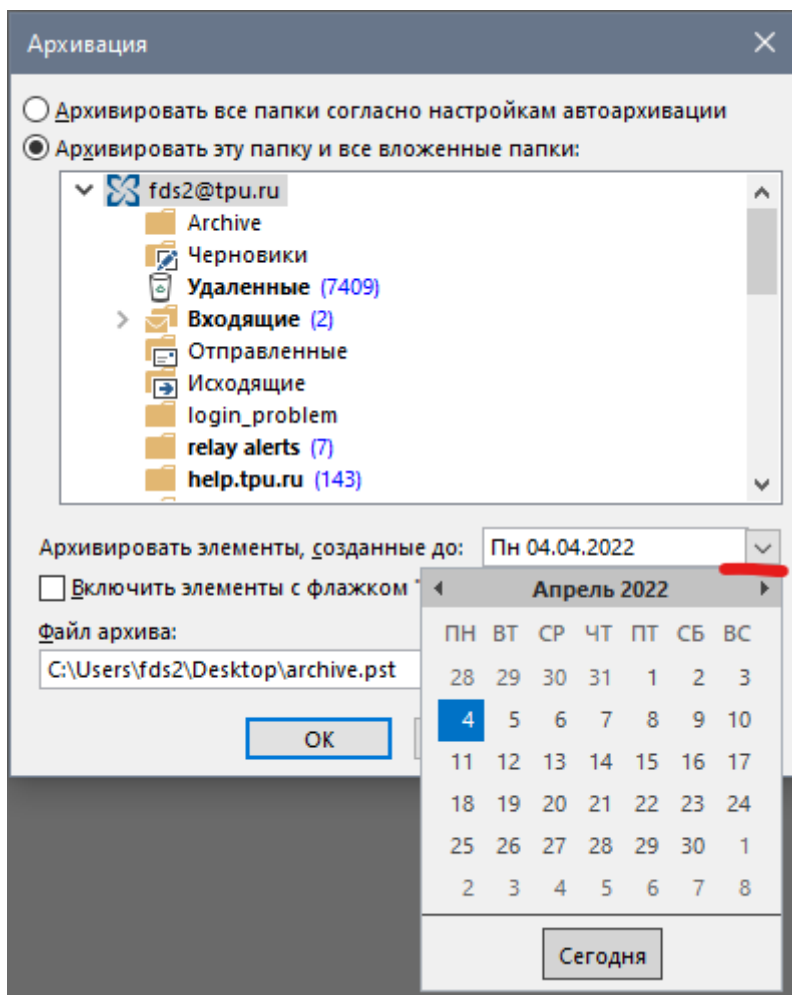 Архивация
Архивировать все папки согласно настройкам автоархивации
Архивировать эту папку и все вложенные папки:
fds2@tpu.ru
Archive
Черновики
Удаленные (7409)
Входящие (2)
Отправленные
Исходящие
login_problem
relay alerts (7)
help.tpu.ru (143)
Архивировать элементы, созданные до: Пн 04.04.2022
Включить элементы с флажком "
Апрель 2022
Файл архива:
ПН ВТ СР ЧТ ПТ СБ ВС
C:\Users\fds2\Desktop\archive.pst
28 29 30 31 1 2 3
4 5 6 7 8 9 10
ОК
11 12 13 14 15 16 17
18 19 20 21 22 23 24
25 26 27 28 29 30 1
2 3 4 5 6 7 8
Сегодня